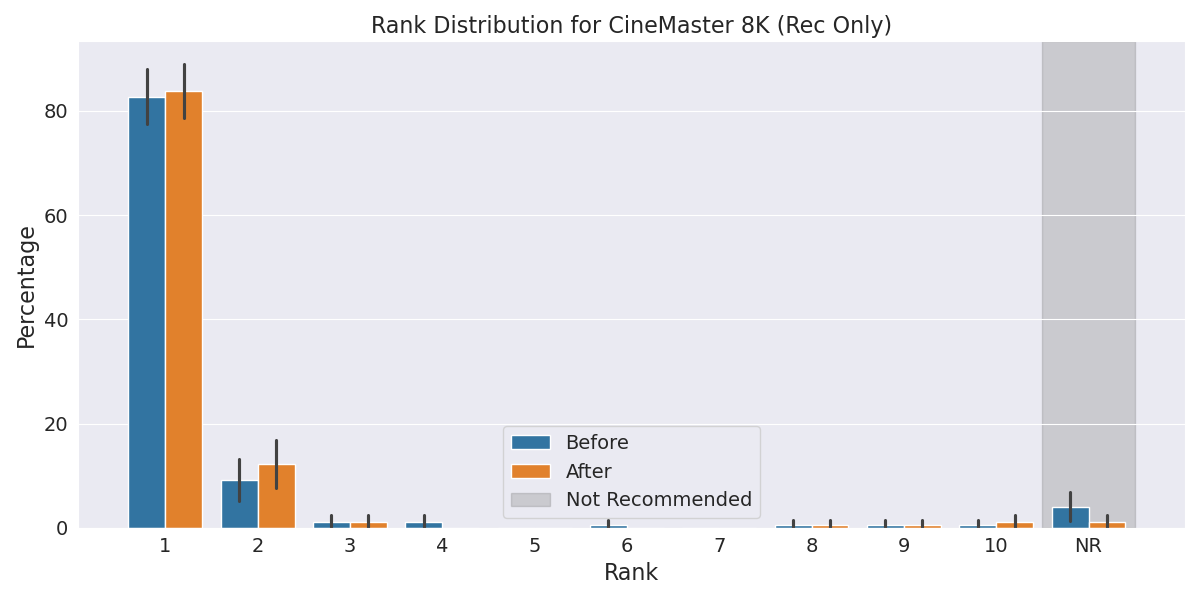 Rank Distribution for CineMaster 8K (Rec Only)
Percentage
80
60
40
20
0
Before
After
Not Recommended
1 2 3 4 5 6 7 8 9 10 NR
Rank